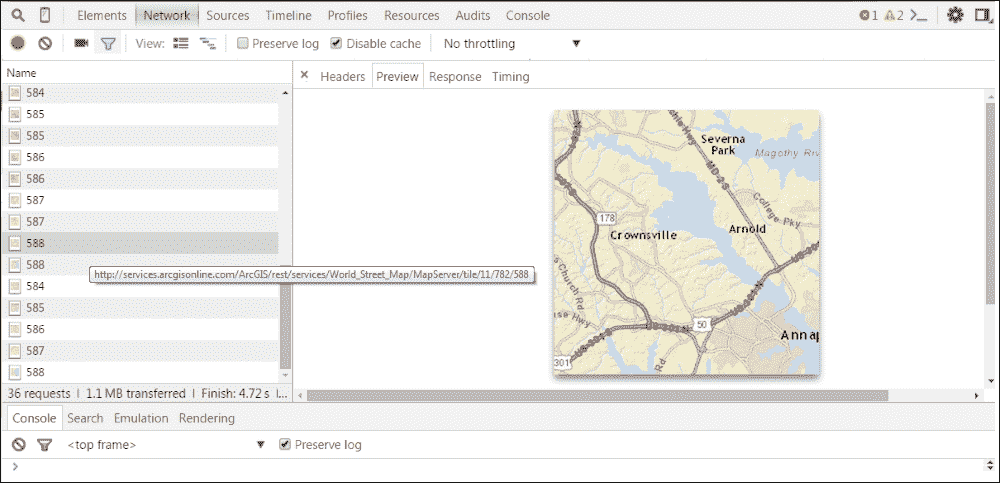 Elements Network Sources Timeline Profiles Resources Audits Console 1 2
View: Preserve log Disable cache No throttling
Name
Headers Preview Response Timing
584
585
585
586
586
587
587
588
588
http://services.arcgisonline.com/ArcGIS/rest/services/World_Street_Map/MapServer/tile/11/782/588
584
585
586
587
588
36 requests | 1.1 MB transferred | Finish: 4.72 s |...
Severna
Park
Magothy Riv
MD-2 S
College Pky
178
Crownsville
Arnold
s Church Rd
50
Annap
301
Rd
Console Search Emulation Rendering
<top frame> Preserve log